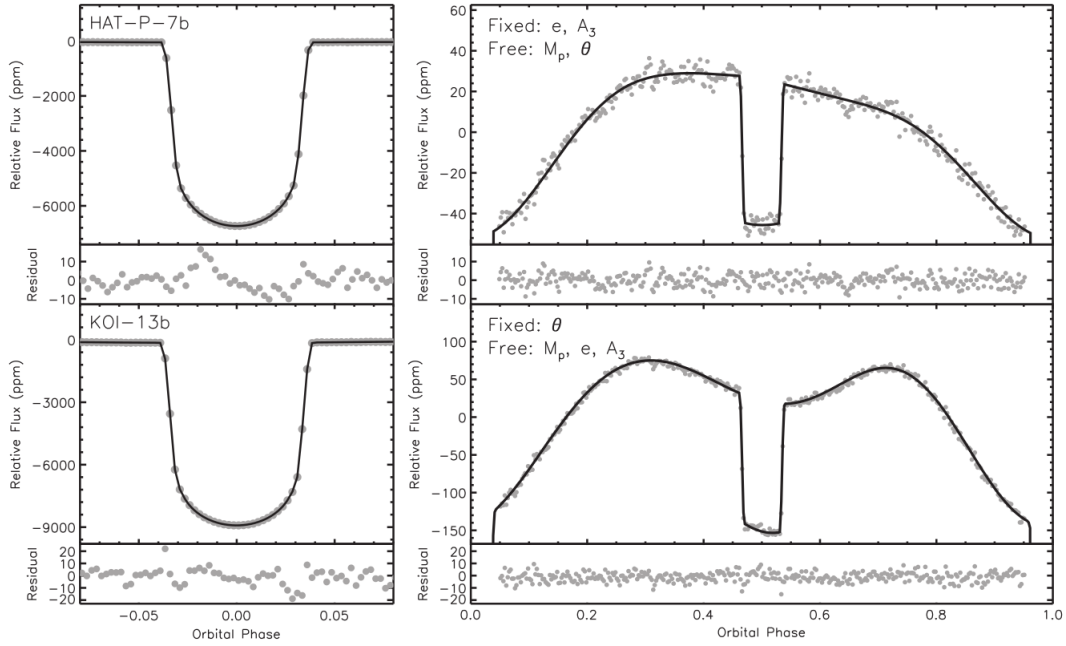 HAT-P-7b
Relative Flux (ppm)
0
-2000
-4000
-6000
Residual
10
0
-10
Fixed: e, A3
Free: Mp, θ
Relative Flux (ppm)
60
40
20
0
-20
-40
Residual
10
0
-10
KOI-13b
Relative Flux (ppm)
0
-3000
-6000
-9000
Residual
20
10
0
-10
-20
-0.05 0.00 0.05
Orbital Phase
Fixed: θ
Free: Mp, e, A3
Relative Flux (ppm)
100
50
0
-50
-100
-150
Residual
20
10
0
-10
-20
0.0 0.2 0.4 0.6 0.8 1.0
Orbital Phase